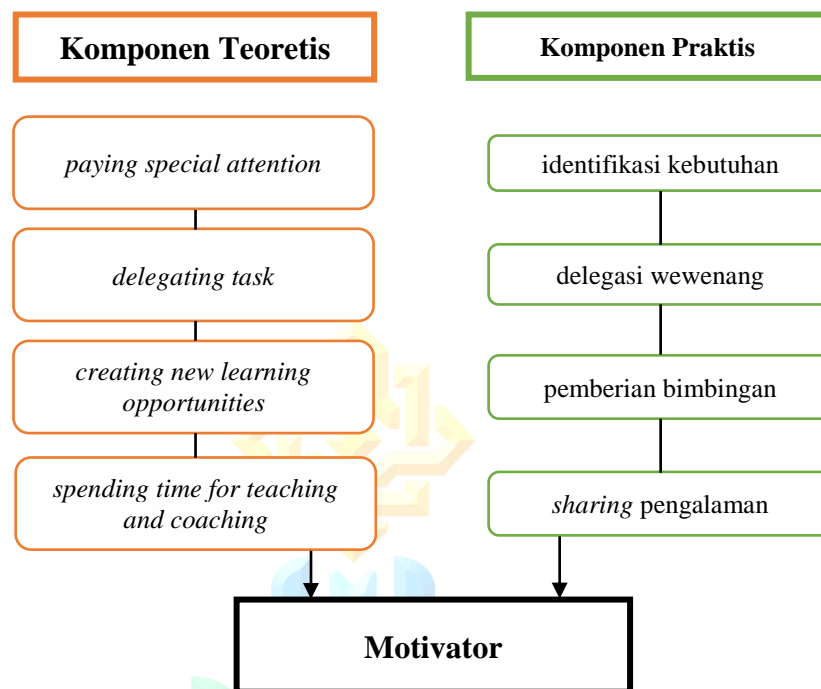 Komponen Teoretis
paying special attention
delegating task
creating new learning
opportunities
spending time for teaching
and coaching
Komponen Praktis
identifikasi kebutuhan
delegasi wewenang
pemberian bimbingan
sharing pengalaman
Motivator